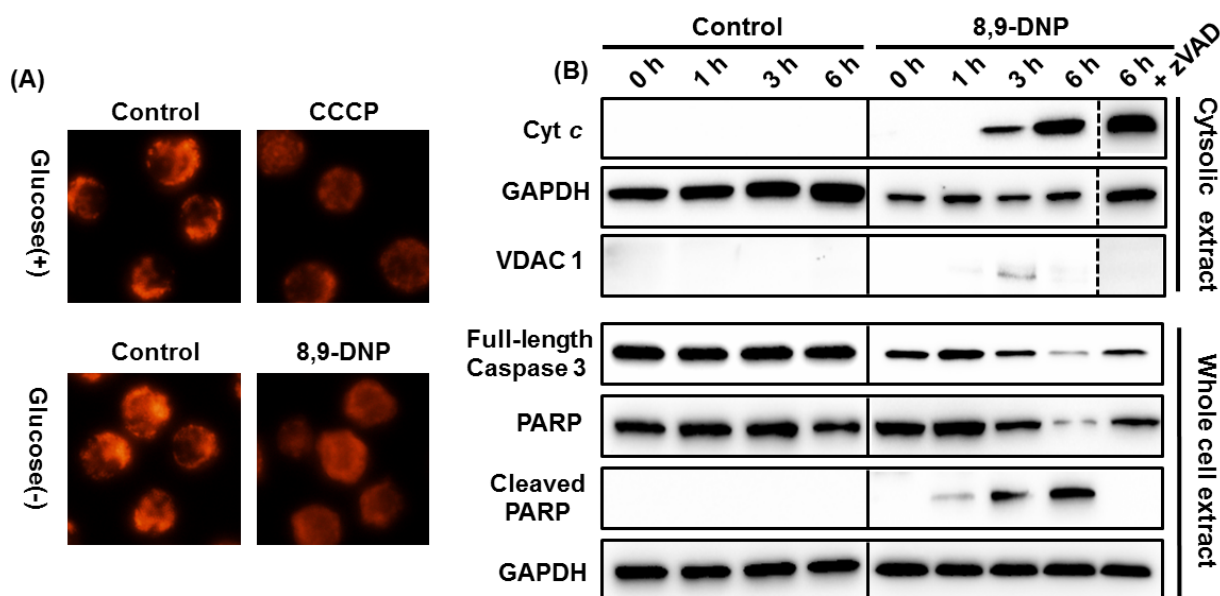 (A)
Control
CCCP
Glucose(+)
Control
8,9-DNP
Glucose(-)
(B)
Control
8,9-DNP
0 h
1 h
3 h
6 h
0 h
1 h
3 h
6 h
6 h
+ zVAD
Cyt c
GAPDH
VDAC 1
Cytsolic extract
Full-length
Caspase 3
PARP
Cleaved
PARP
GAPDH
Whole cell extract